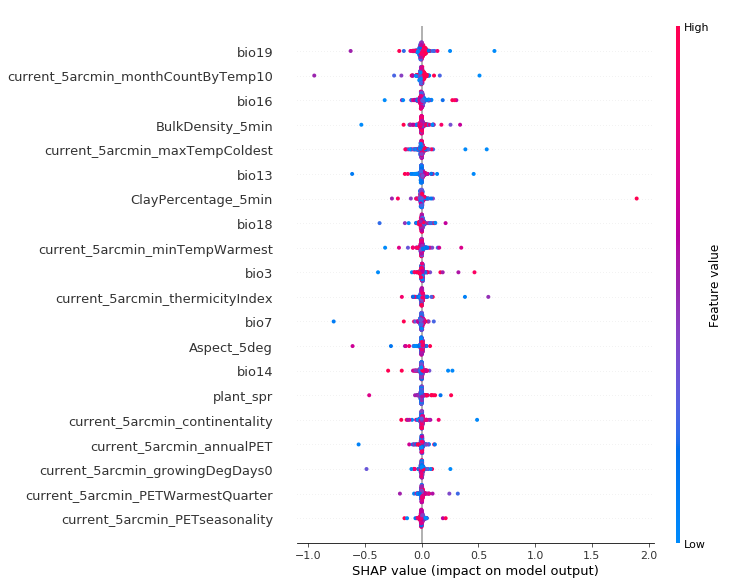 High
bio19
current_5arcmin_monthCountByTemp10
bio16
BulkDensity_5min
current_5arcmin_maxTempColdest
bio13
ClayPercentage_5min
bio18
current_5arcmin_minTempWarmest
bio3
current_5arcmin_thermicityIndex
bio7
Aspect_5deg
bio14
plant_spr
current_5arcmin_continentality
current_5arcmin_annualPET
current_5arcmin_growingDegDays0
current_5arcmin_PETWarmestQuarter
current_5arcmin_PETseasonality
Feature value
Low
−1.0 −0.5 0.0 0.5 1.0 1.5 2.0
SHAP value (impact on model output)